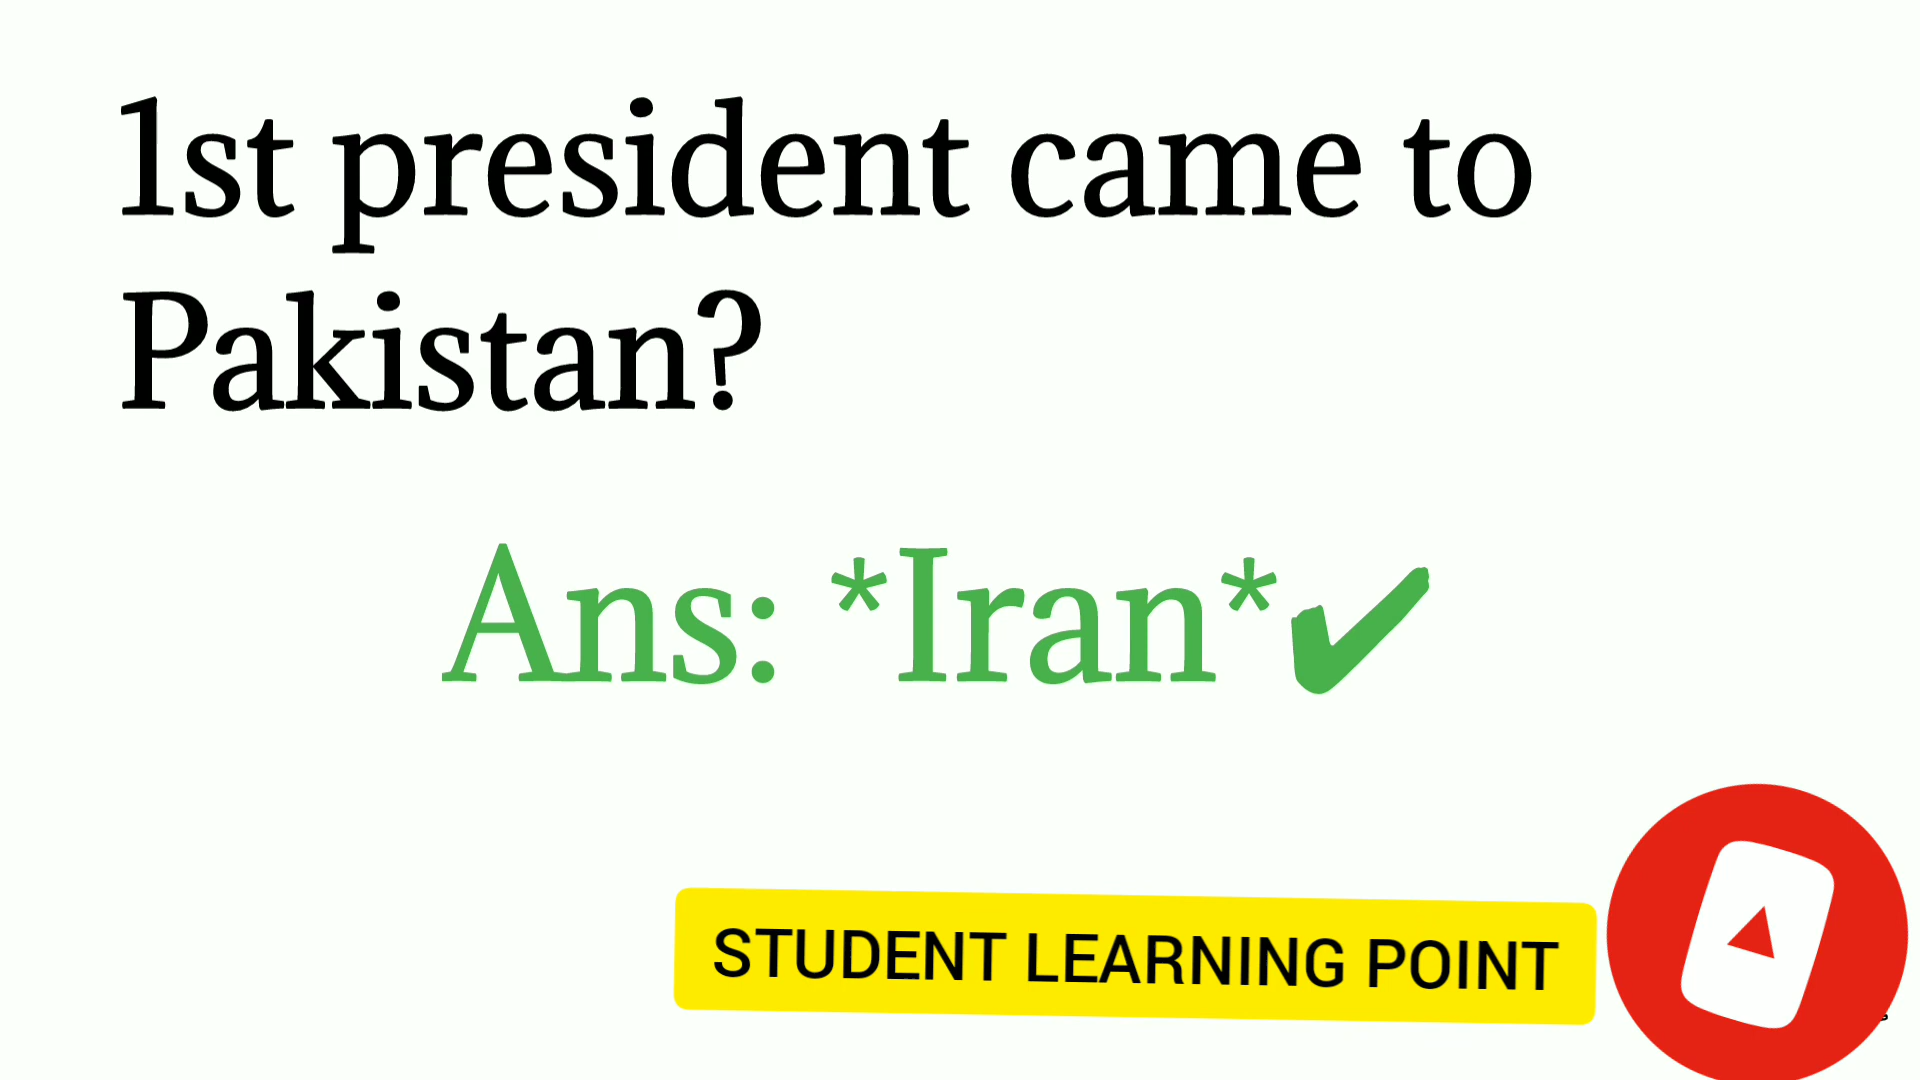 1st president came to
Pakistan?
Ans: *Iran*✔
STUDENT LEARNING POINT